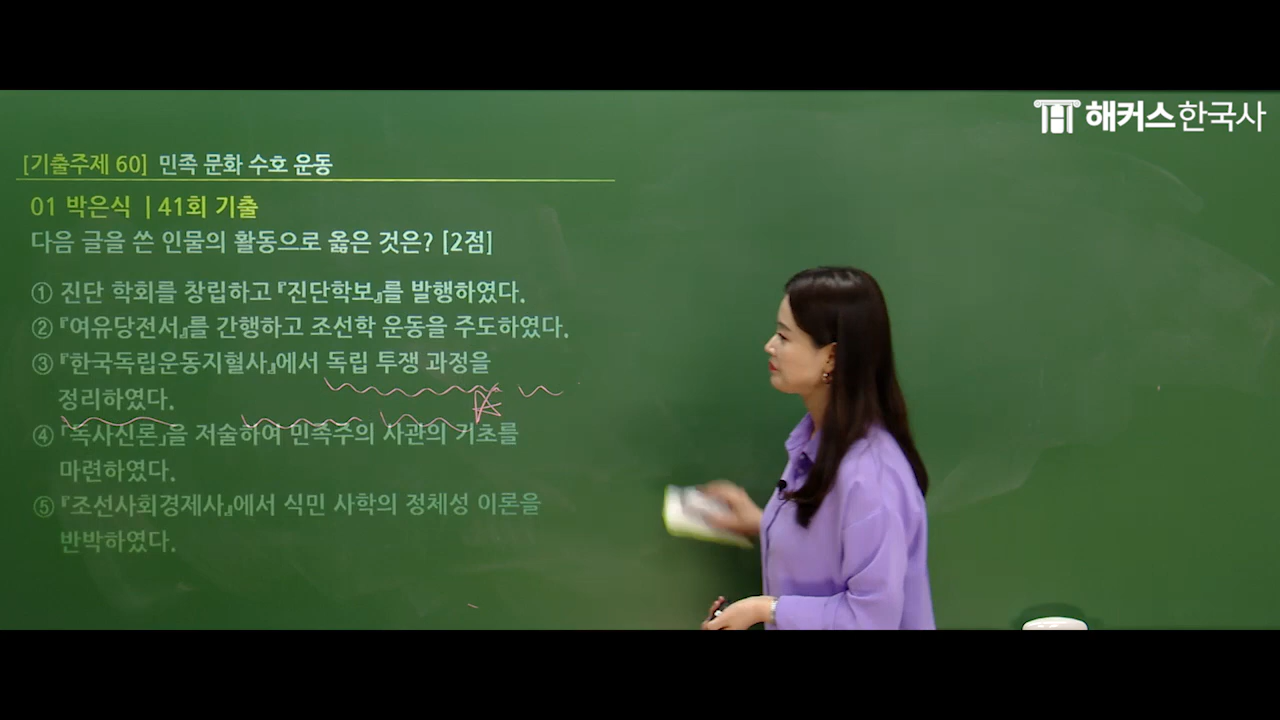 해커스한국사
[기출주제 60] 민족 문화 수호 운동
01 박은식 | 41회 기출
다음 글을 쓴 인물의 활동으로 옳은 것은? [2점]
① 진단 학회를 창립하고 『진단학보』를 발행하였다.
② 『여유당전서』를 간행하고 조선학 운동을 주도하였다.
③ 『한국독립운동지혈사』에서 독립 투쟁 과정을
정리하였다.
④ 「독사신론」을 저술하여 민족주의 사관의 기초를
마련하였다.
⑤ 『조선사회경제사』에서 식민 사학의 정체성 이론을
반박하였다.